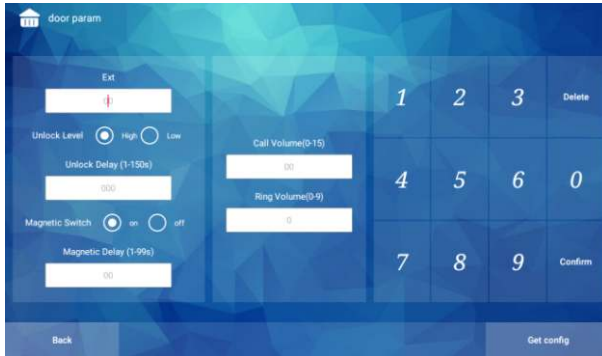 door param
Ext
0
Unlock Level High Low
Unlock Delay (1-150s)
000
Magnetic Switch on off
Magnetic Delay (1-99s)
00
Call Volume(0-15)
00
Ring Volume(0-9)
0
1 2 3 Delete
4 5 6 0
7 8 9 Confirm
Back Get config